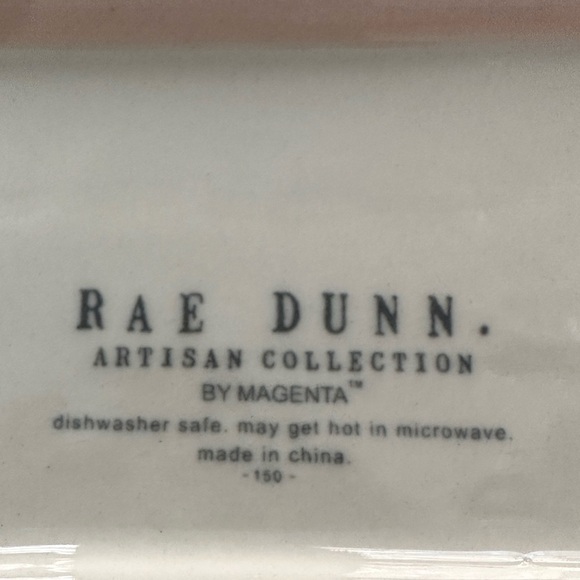 RAE DUNN.
ARTISAN COLLECTION
BY MAGENTA™
dishwasher safe. may get hot in microwave.
made in china.
- 150 -